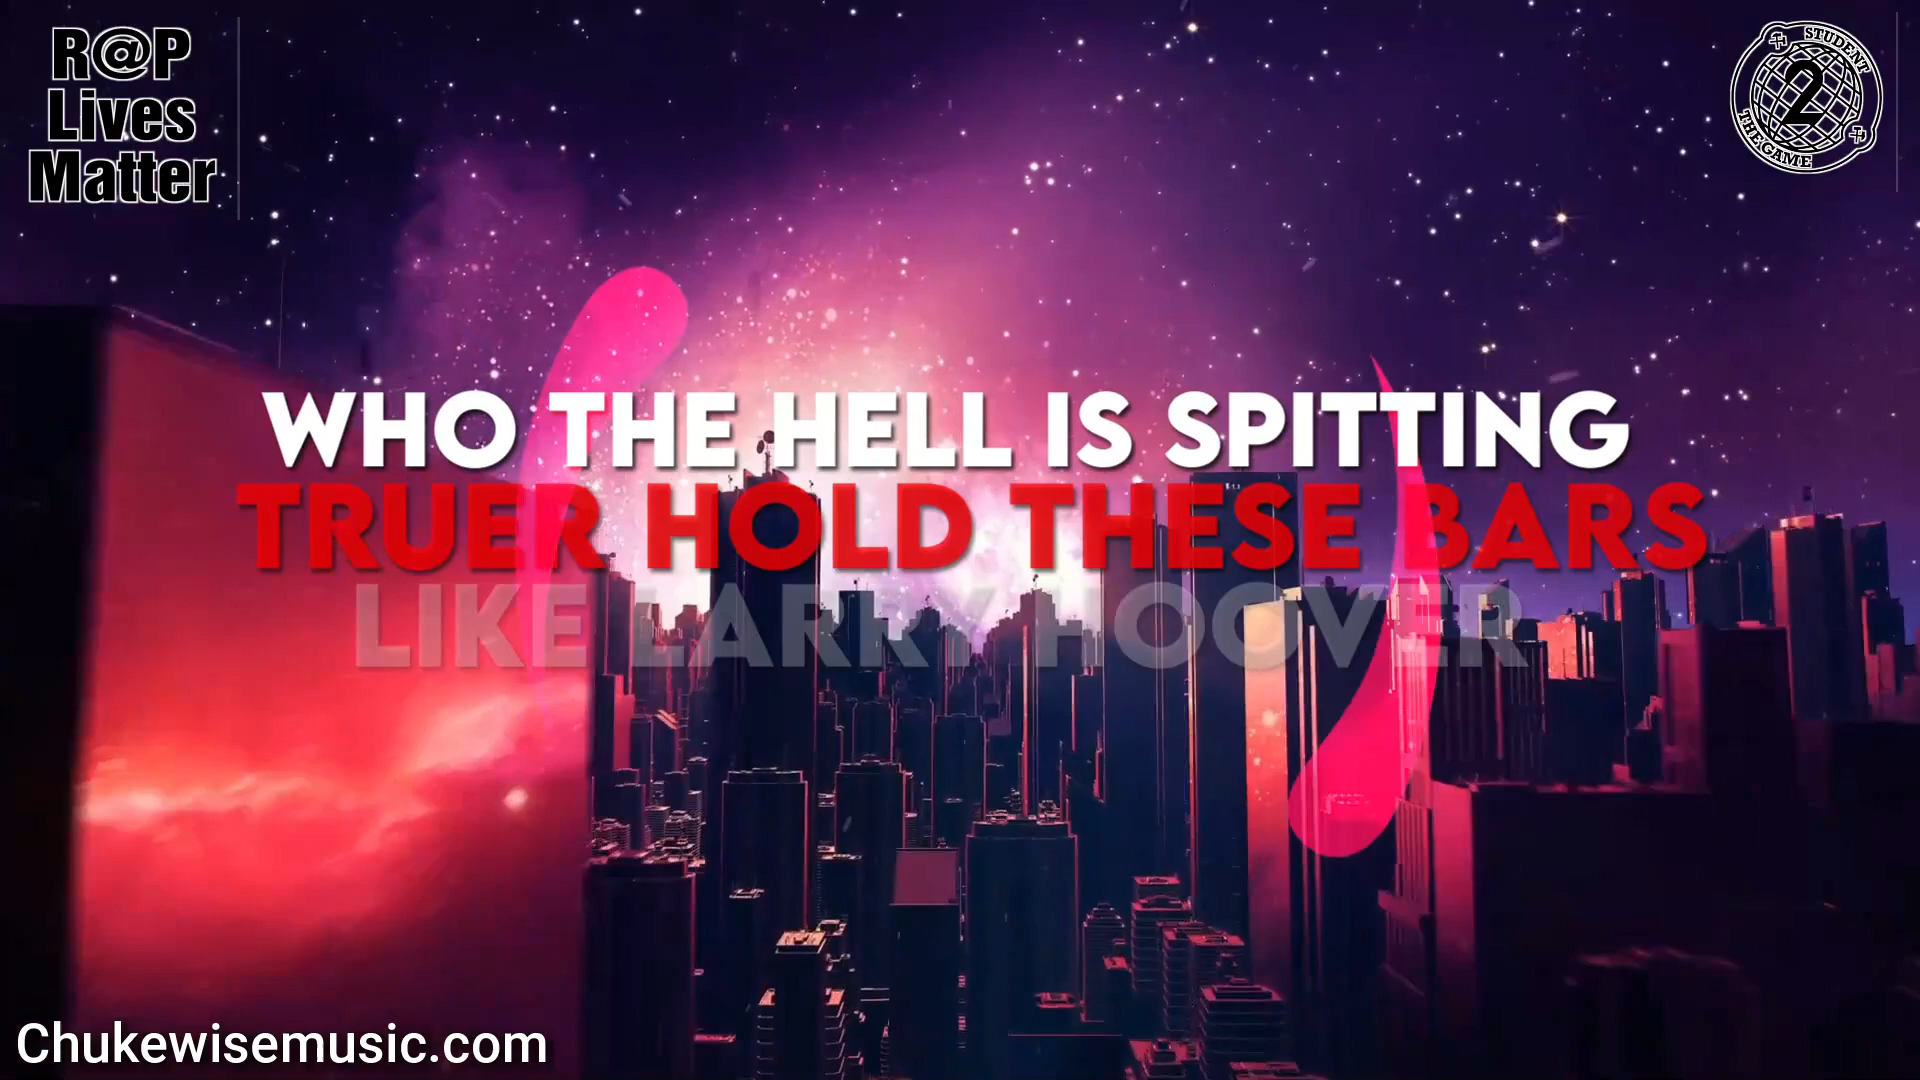 R@P
Lives
Matter
STUDENT
2
THE GAME
WHO THE HELL IS SPITTING
TRUER HOLD THESE BARS
LIKE LARRY HOOVER
Chukewisemusic.com